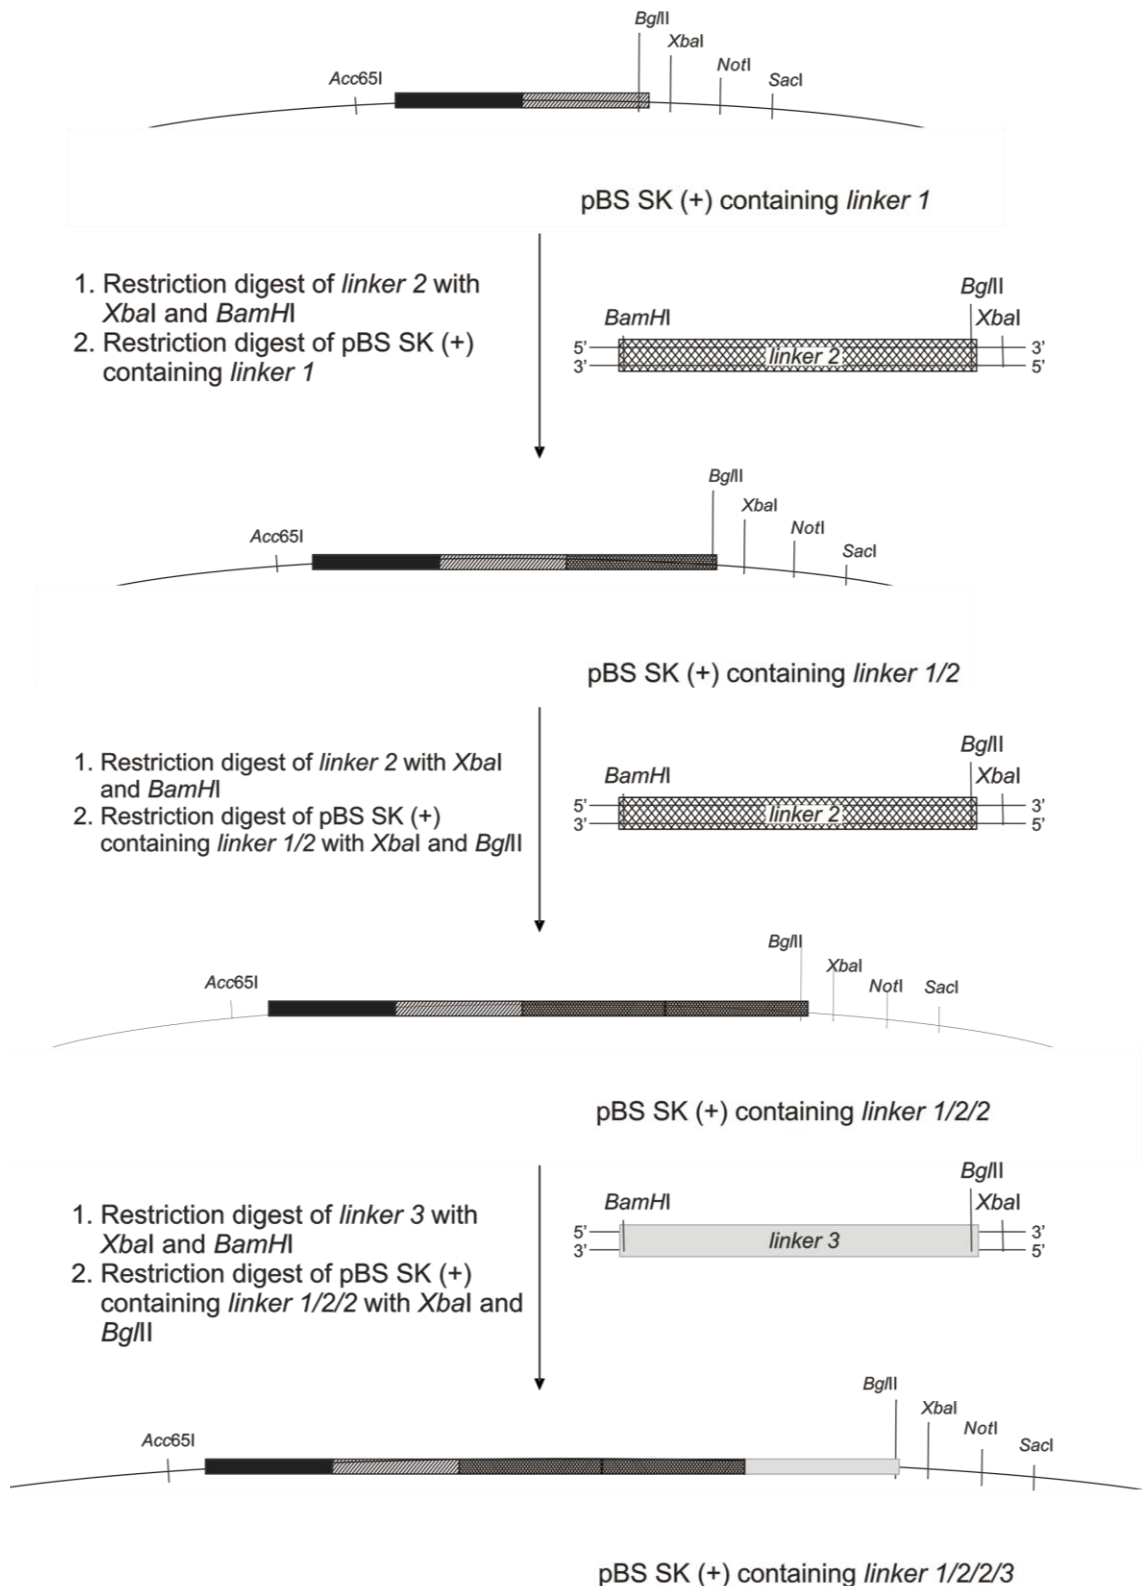 BglII
XbaI
NotI
Acc65I
SacI
pBS SK (+) containing linker 1
1. Restriction digest of linker 2 with
XbaI and BamHI
2. Restriction digest of pBS SK (+)
containing linker 1
BglII
BamHI
XbaI
5’ 3’
linker 2
3’ 5’
BglII
XbaI
NotI
Acc65I
SacI
pBS SK (+) containing linker 1/2
1. Restriction digest of linker 2 with XbaI
and BamHI
2. Restriction digest of pBS SK (+)
containing linker 1/2 with XbaI and BglII
BglII
BamHI
XbaI
5’ 3’
linker 2
3’ 5’
BglII
XbaI
Acc65I
NotI
SacI
pBS SK (+) containing linker 1/2/2
1. Restriction digest of linker 3 with
XbaI and BamHI
2. Restriction digest of pBS SK (+)
containing linker 1/2/2 with XbaI and
BglII
BglII
BamHI
XbaI
5’ 3’
linker 3
3’ 5’
BglII
XbaI
NotI
Acc65I
SacI
pBS SK (+) containing linker 1/2/2/3